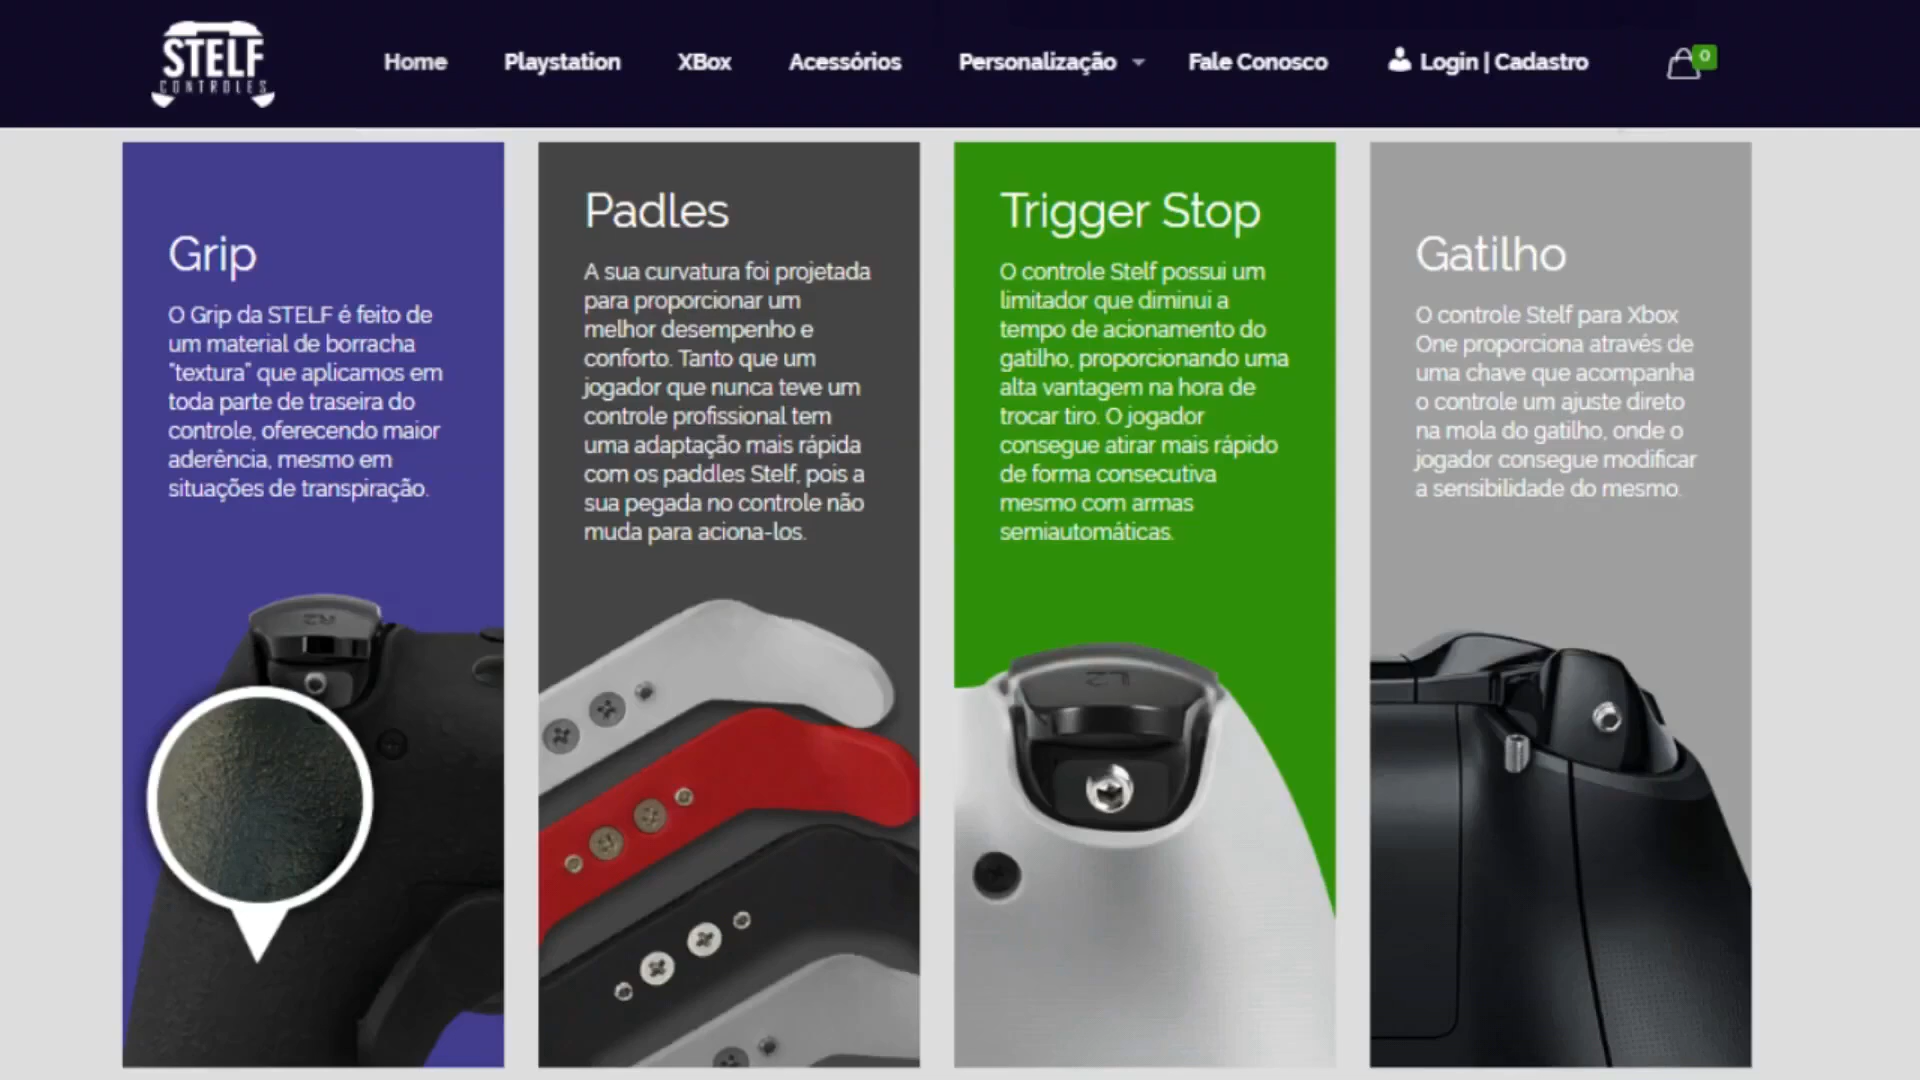 STELF
CONTROLES
Home
Playstation
XBox
Acessórios
Personalização
Fale Conosco
Login | Cadastro
0
Grip
O Grip da STELF é feito de
um material de borracha
"textura" que aplicamos em
toda parte de traseira do
controle, oferecendo maior
aderência, mesmo em
situações de transpiração.
R2
Padles
A sua curvatura foi projetada
para proporcionar um
melhor desempenho e
conforto. Tanto que um
jogador que nunca teve um
controle profissional tem
uma adaptação mais rápida
com os paddles Stelf, pois a
sua pegada no controle não
muda para aciona-los.
Trigger Stop
O controle Stelf possui um
limitador que diminui a
tempo de acionamento do
gatilho, proporcionando uma
alta vantagem na hora de
trocar tiro. O jogador
consegue atirar mais rápido
de forma consecutiva
mesmo com armas
semiautomáticas.
L2
Gatilho
O controle Stelf para Xbox
One proporciona através de
uma chave que acompanha
o controle um ajuste direto
na mola do gatilho, onde o
jogador consegue modificar
a sensibilidade do mesmo.